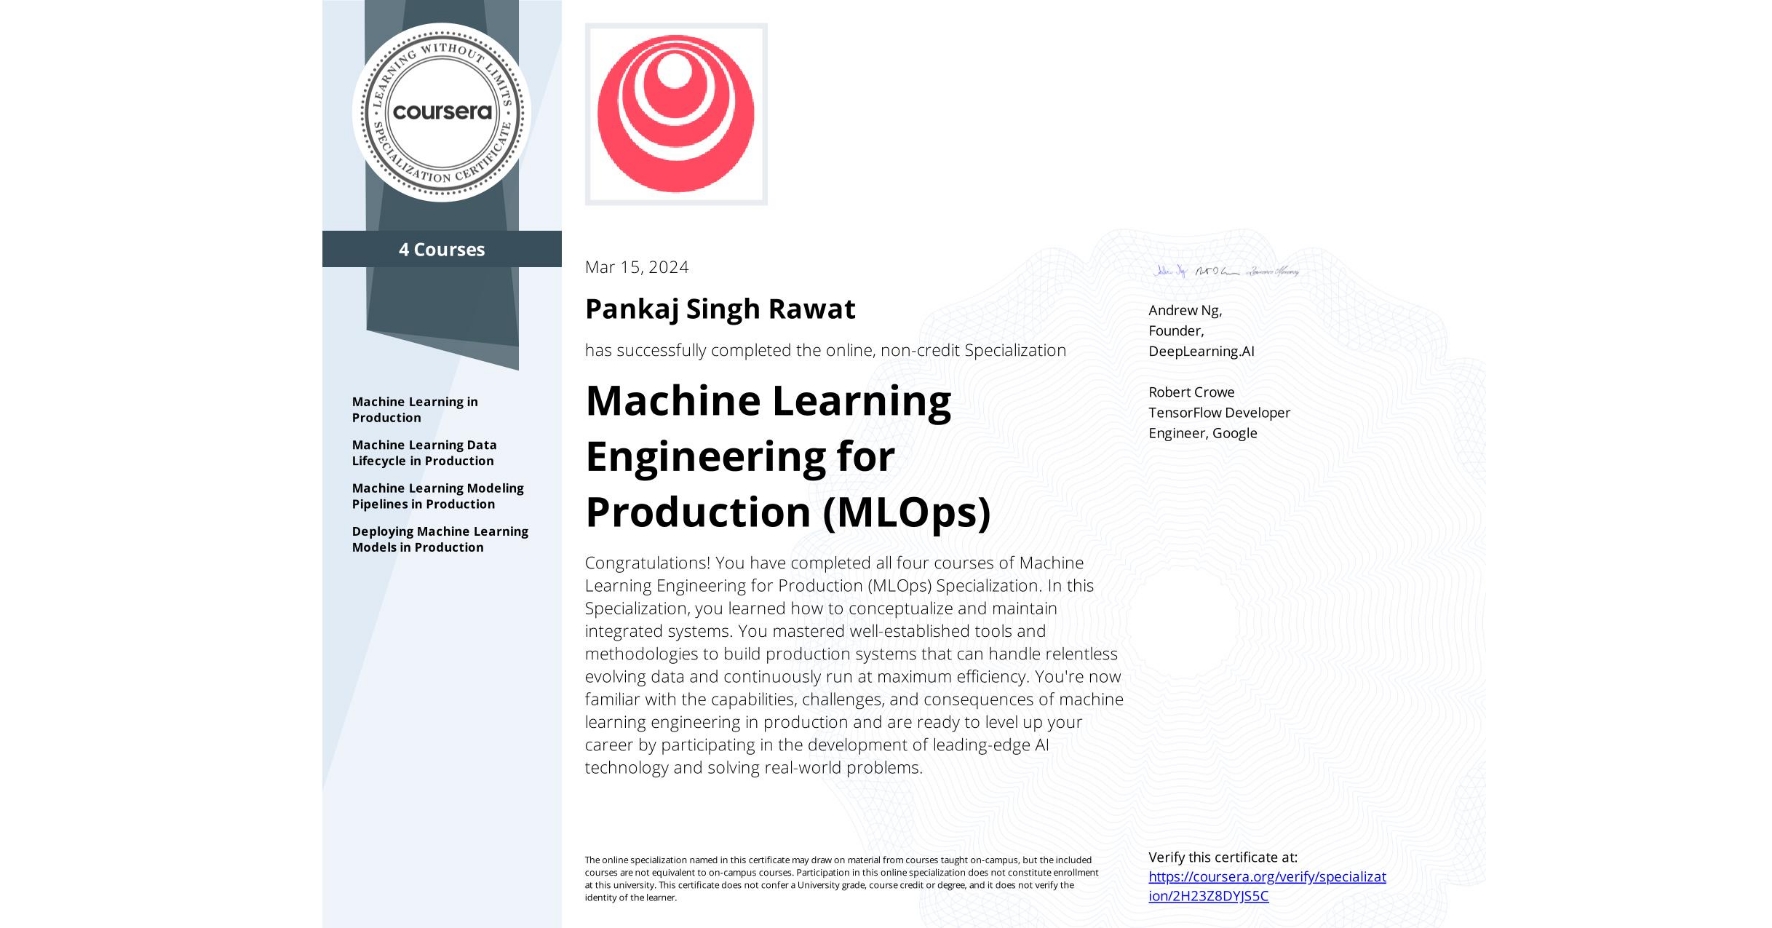 LEARNING WITHOUT LIMITS
coursera
SPECIALIZATION CERTIFICATE
4 Courses
Machine Learning in
Production
Machine Learning Data
Lifecycle in Production
Machine Learning Modeling
Pipelines in Production
Deploying Machine Learning
Models in Production
Mar 15, 2024
Pankaj Singh Rawat
has successfully completed the online, non-credit Specialization
Machine Learning
Engineering for
Production (MLOps)
Congratulations! You have completed all four courses of Machine
Learning Engineering for Production (MLOps) Specialization. In this
Specialization, you learned how to conceptualize and maintain
integrated systems. You mastered well-established tools and
methodologies to build production systems that can handle relentless
evolving data and continuously run at maximum efficiency. You're now
familiar with the capabilities, challenges, and consequences of machine
learning engineering in production and are ready to level up your
career by participating in the development of leading-edge AI
technology and solving real-world problems.
Andrew Ng,
Founder,
DeepLearning.AI
Robert Crowe
TensorFlow Developer
Engineer, Google
The online specialization named in this certificate may draw on material from courses taught on-campus, but the included
courses are not equivalent to on-campus courses. Participation in this online specialization does not constitute enrollment
at this university. This certificate does not confer a University grade, course credit or degree, and it does not verify the
identity of the learner.
Verify this certificate at:
https://coursera.org/verify/specializat
ion/2H23Z8DYJS5C